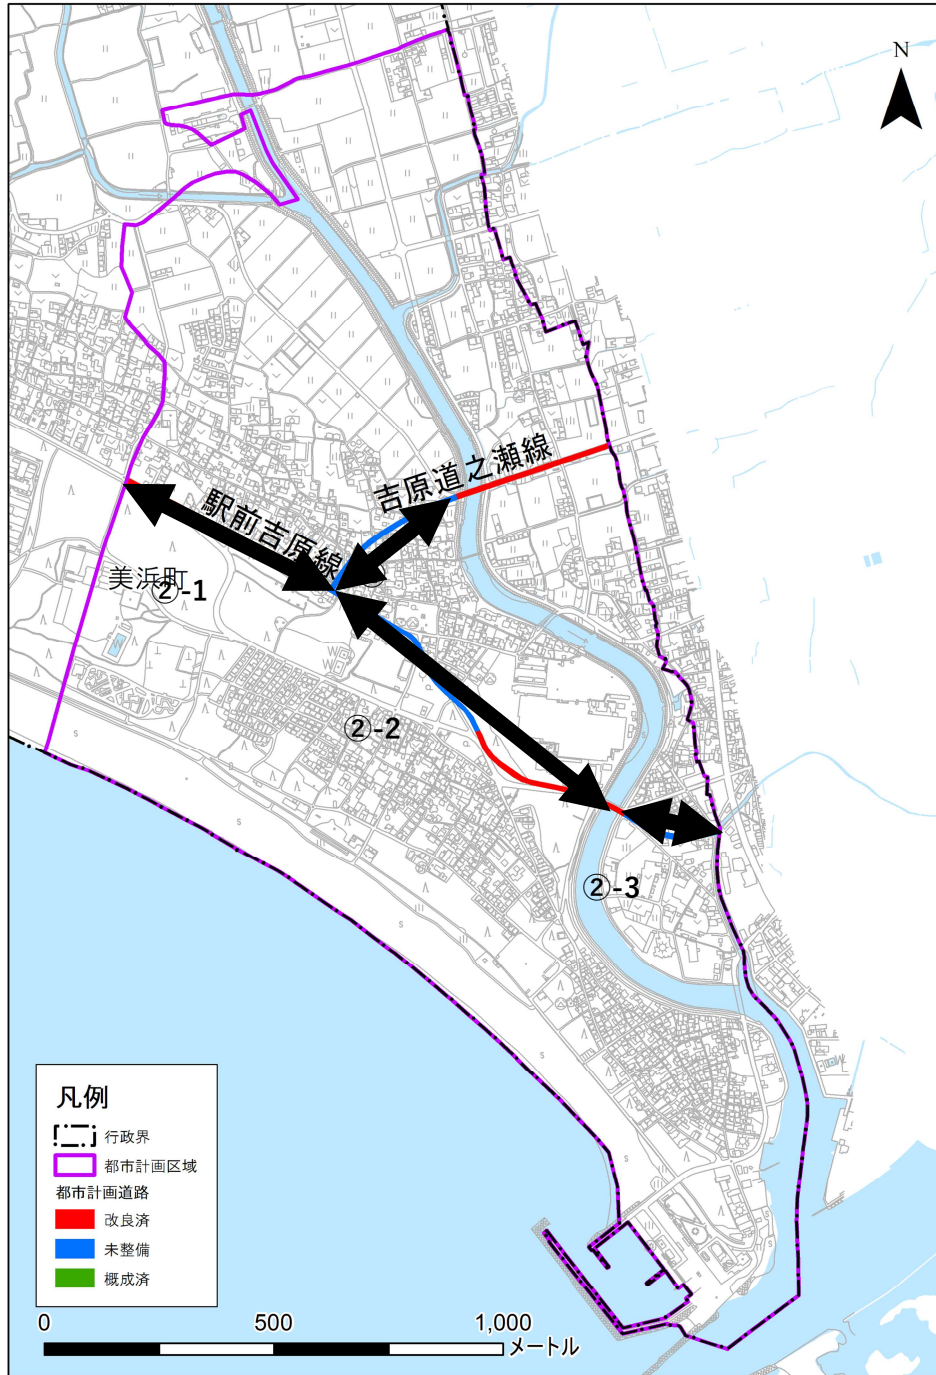 N
吉原道之瀬線
駅前吉原線
美浜町
②-1
②-2
②-3
凡例
行政界
都市計画区域
都市計画道路
改良済
未整備
概成済
0 500 1,000
メートル